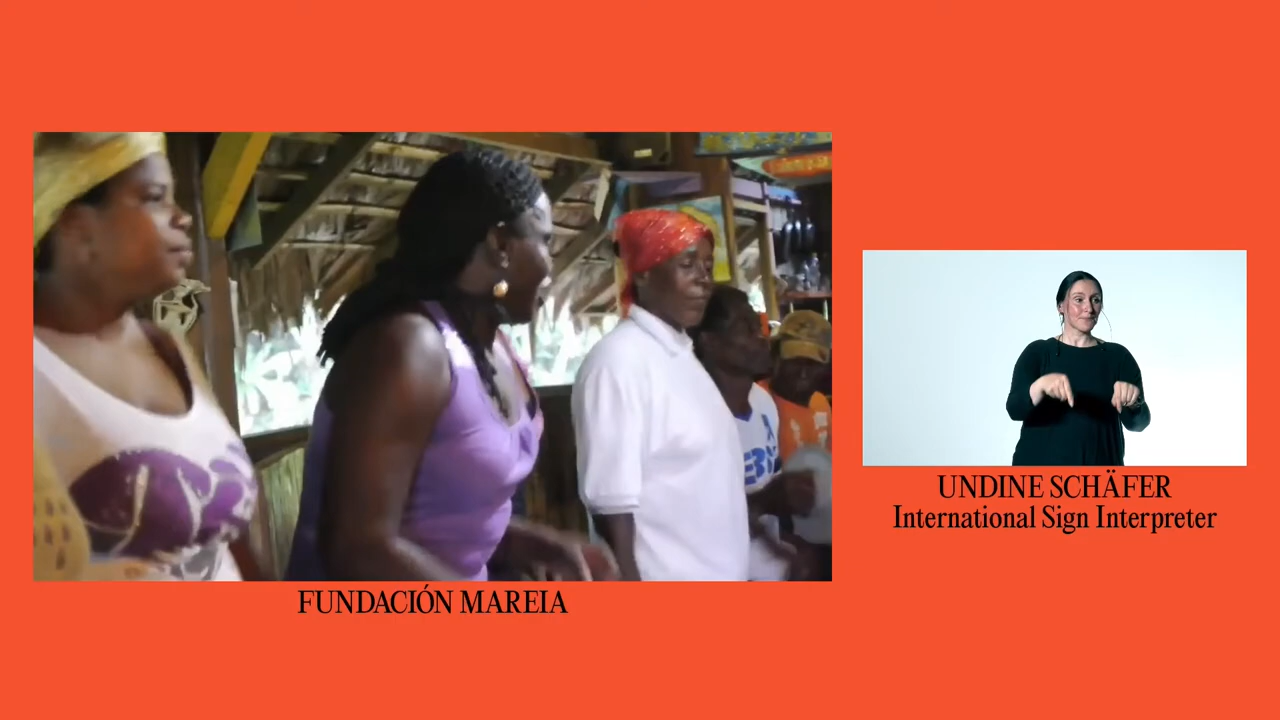 FUNDACIÓN MAREIA
UNDINE SCHÄFER
International Sign Interpreter